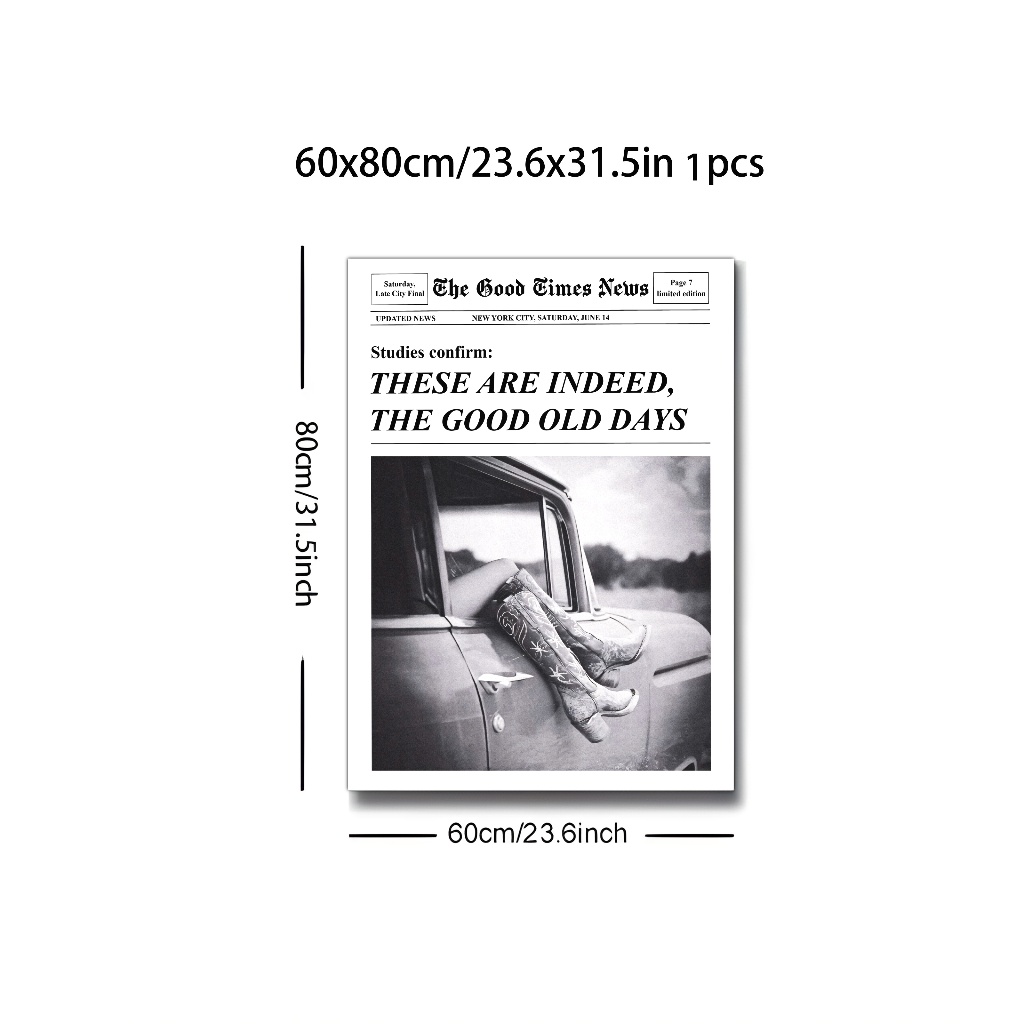 60x80cm/23.6x31.5in 1pcs
Saturday,
Late City Final
The Good Times News
Page 7
limited edition
UPDATED NEWS
NEW YORK CITY, SATURDAY, JUNE 14
Studies confirm:
THESE ARE INDEED,
THE GOOD OLD DAYS
80cm/31.5inch
60cm/23.6inch